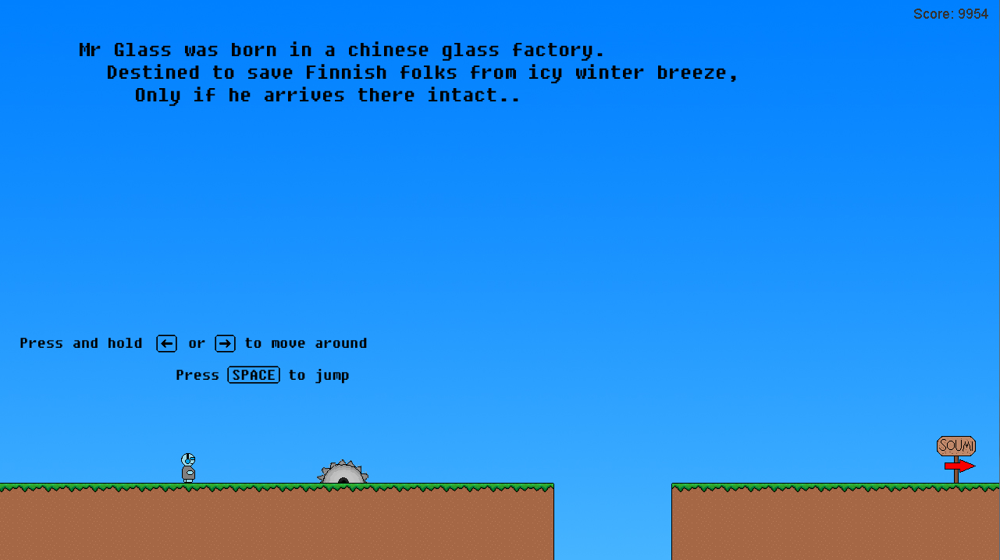 Score: 9954
Mr Glass was born in a chinese glass factory.
Destined to save Finnish folks from icy winter breeze,
Only if he arrives there intact..
Press and hold ← or → to move around
Press SPACE to jump
SOUMI